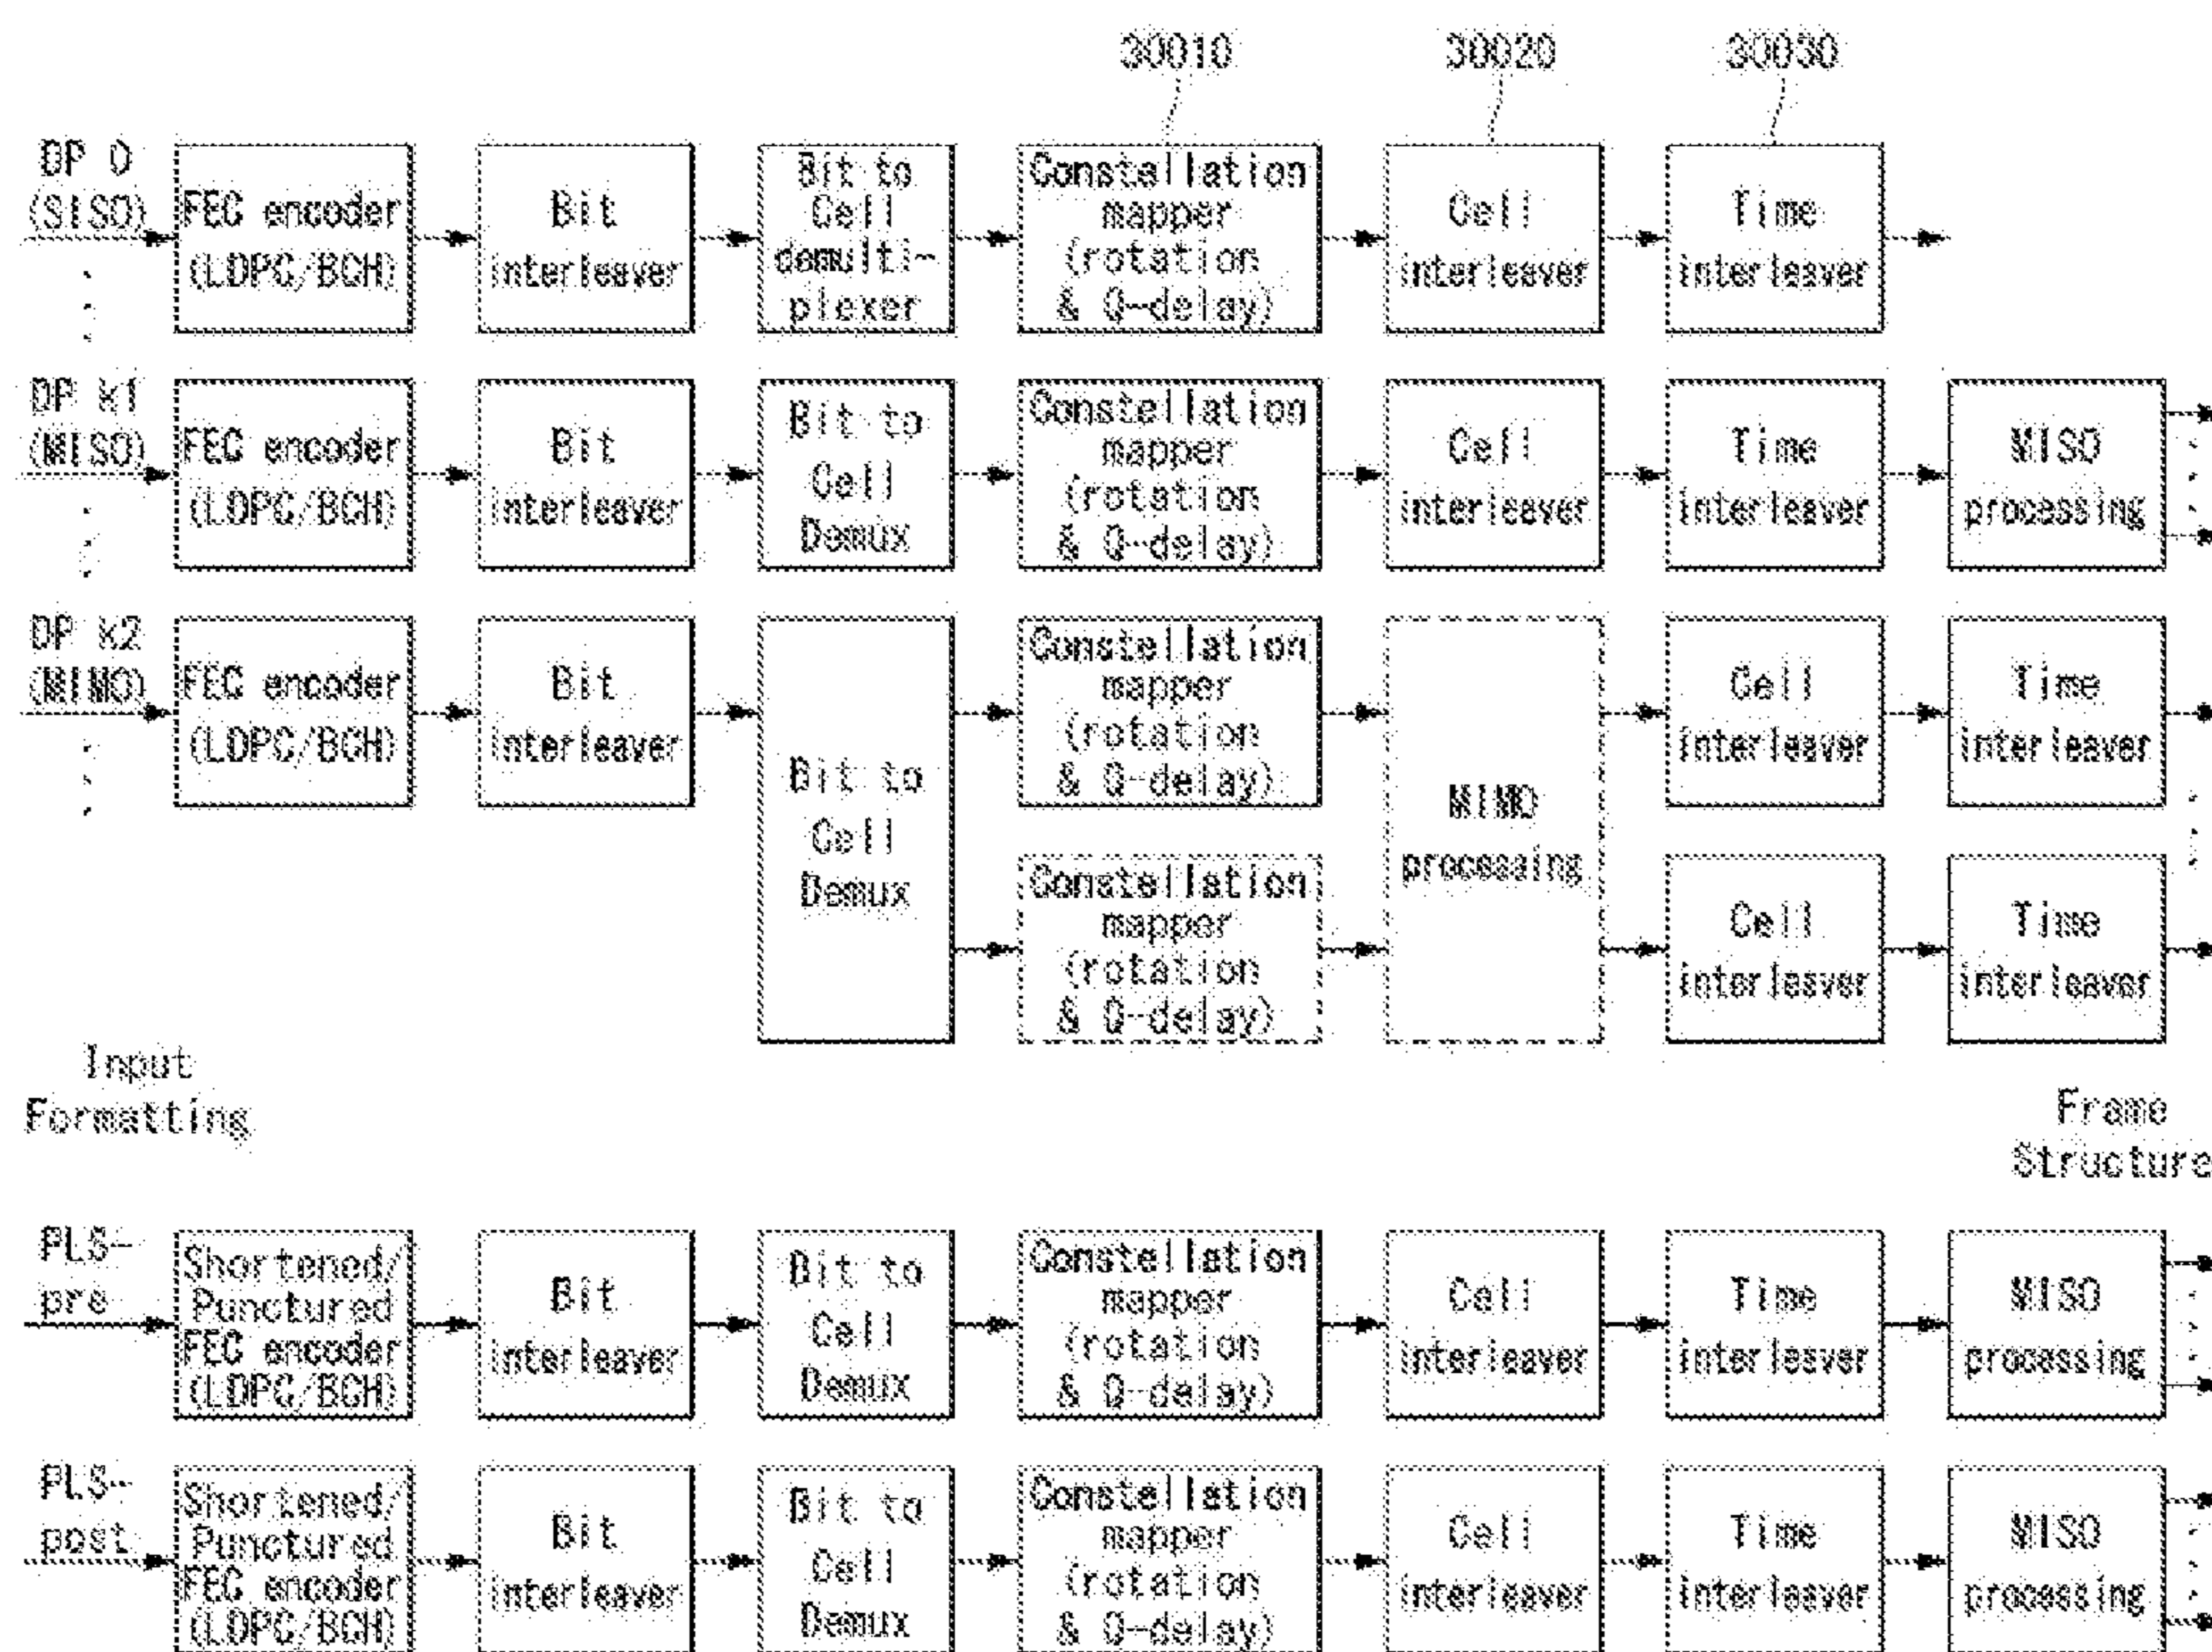 30010 30020 30030
DP 0
(SISO)
FEC encoder
(LDPC/BCH)
Bit
interleaver
Bit to
Cell
demulti-
plexer
Constellation
mapper
(rotation
& Q-delay)
Cell
interleaver
Time
interleaver
DP k1
(MISO)
FEC encoder
(LDPC/BCH)
Bit
interleaver
Bit to
Cell
Demux
Constellation
mapper
(rotation
& Q-delay)
Cell
interleaver
Time
interleaver
MISO
processing
DP k2
(MIMO)
FEC encoder
(LDPC/BCH)
Bit
interleaver
Bit to
Cell
Demux
Constellation
mapper
(rotation
& Q-delay)
Constellation
mapper
(rotation
& Q-delay)
MIMO
processing
Cell
interleaver
Time
interleaver
Cell
interleaver
Time
interleaver
Input
Formatting
Frame
Structure
PLS-
pre
Shortened/
Punctured
FEC encoder
(LDPC/BCH)
Bit
interleaver
Bit to
Cell
Demux
Constellation
mapper
(rotation
& Q-delay)
Cell
interleaver
Time
interleaver
MISO
processing
PLS-
post
Shortened/
Punctured
FEC encoder
(LDPC/BCH)
Bit
interleaver
Bit to
Cell
Demux
Constellation
mapper
(rotation
& Q-delay)
Cell
interleaver
Time
interleaver
MISO
processing